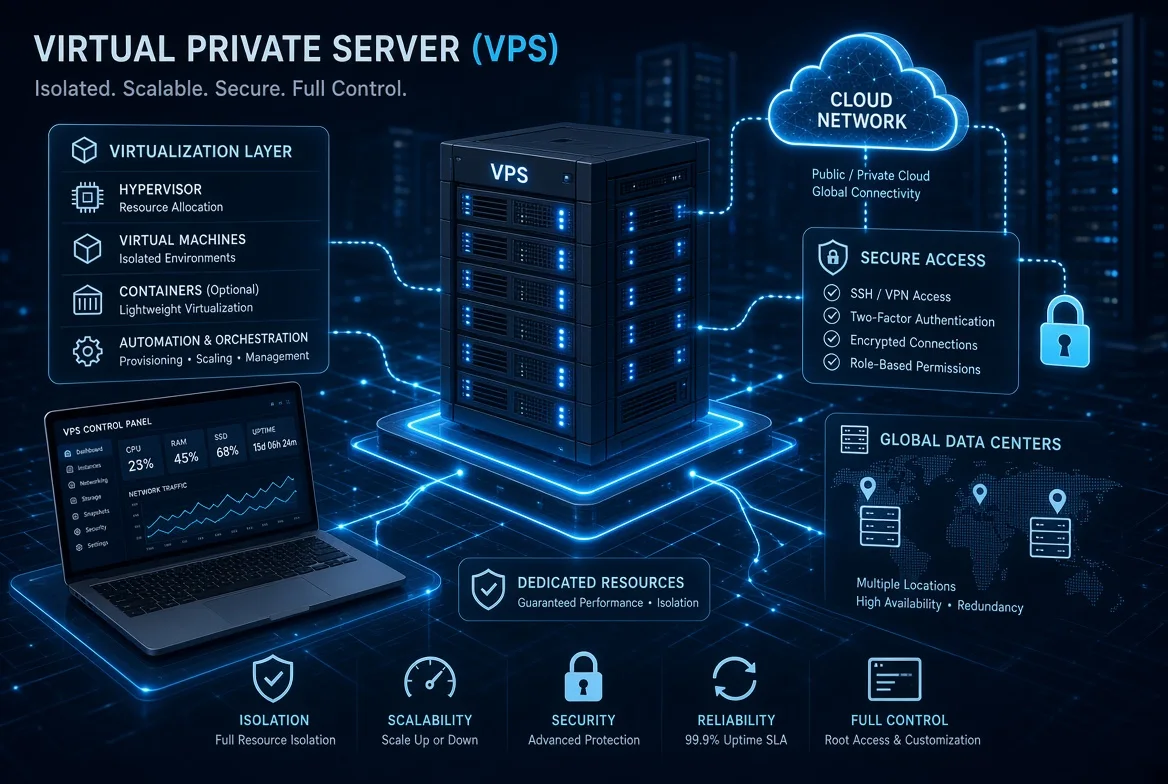 VIRTUAL PRIVATE SERVER (VPS)
Isolated. Scalable. Secure. Full Control.
VIRTUALIZATION LAYER
HYPERVISOR
Resource Allocation
VIRTUAL MACHINES
Isolated Environments
CONTAINERS (Optional)
Lightweight Virtualization
AUTOMATION & ORCHESTRATION
Provisioning • Scaling • Management
VPS
CLOUD
NETWORK
Public / Private Cloud
Global Connectivity
SECURE ACCESS
SSH / VPN Access
Two-Factor Authentication
Encrypted Connections
Role-Based Permissions
VPS CONTROL PANEL
Dashboard
Instances
Networking
Storage
Snapshots
Security
Settings
CPU
23%
RAM
45%
SSD
68%
UPTIME
15d 06h 24m
NETWORK TRAFFIC
GLOBAL DATA CENTERS
Multiple Locations
High Availability • Redundancy
DEDICATED RESOURCES
Guaranteed Performance • Isolation
ISOLATION
Full Resource Isolation
SCALABILITY
Scale Up or Down
SECURITY
Advanced Protection
RELIABILITY
99.9% Uptime SLA
FULL CONTROL
Root Access & Customization